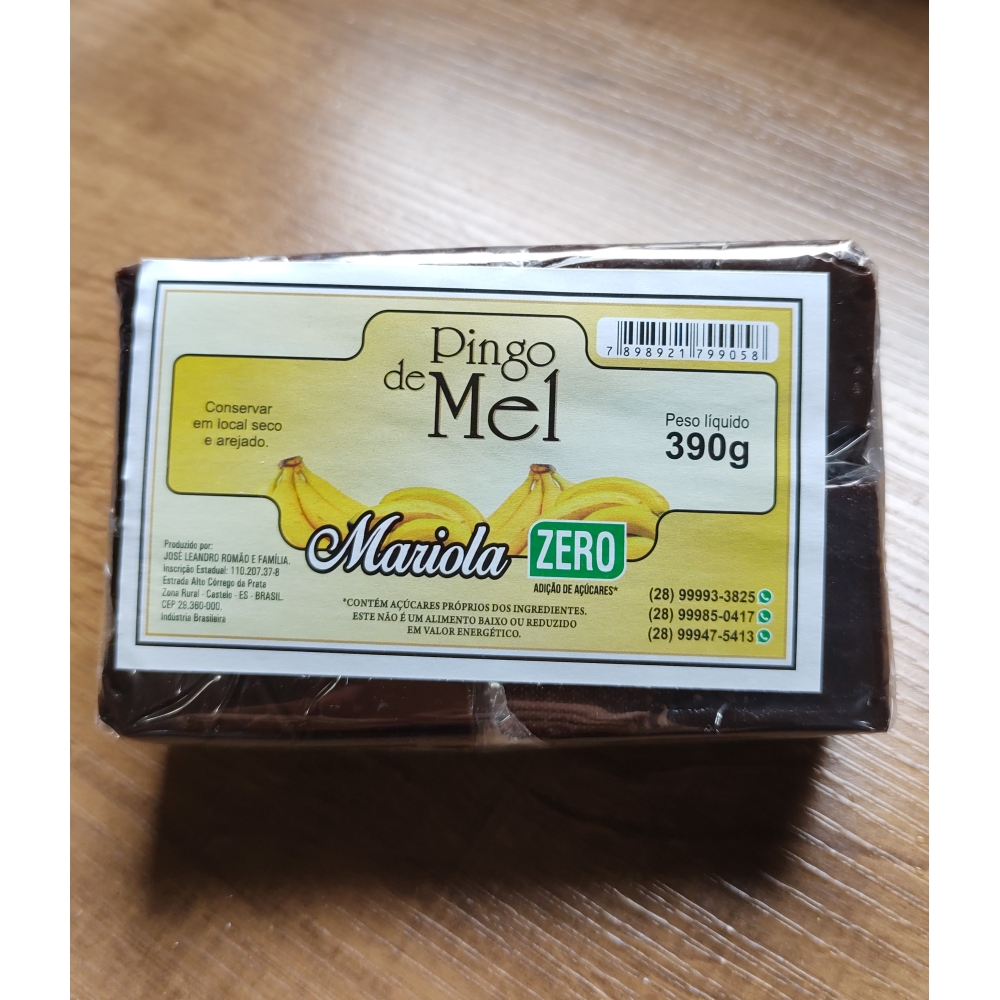 Pingo
de Mel
7 898921 799058
Conservar
em local seco
e arejado.
Peso líquido
390g
Mariola ZERO
ADIÇÃO DE AÇÚCARES*
Produzido por:
JOSÉ LEANDRO ROMÃO E FAMÍLIA.
Inscrição Estadual: 110.207.37-8
Estrada Alto Córrego da Prata
Zona Rural - Castelo - ES - BRASIL.
CEP 29.360-000.
Indústria Brasileira
*CONTÉM AÇÚCARES PRÓPRIOS DOS INGREDIENTES.
ESTE NÃO É UM ALIMENTO BAIXO OU REDUZIDO
EM VALOR ENERGÉTICO.
(28) 99993-3825
(28) 99985-0417
(28) 99947-5413